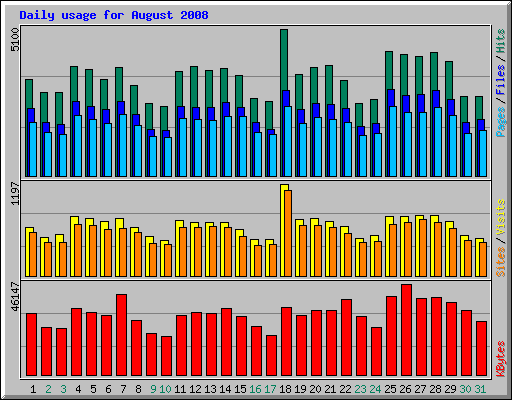 Daily usage for August 2008
5100
Pages / Files / Hits
1197
Sites / Visits
46147
KBytes
1 2 3 4 5 6 7 8 9 10 11 12 13 14 15 16 17 18 19 20 21 22 23 24 25 26 27 28 29 30 31